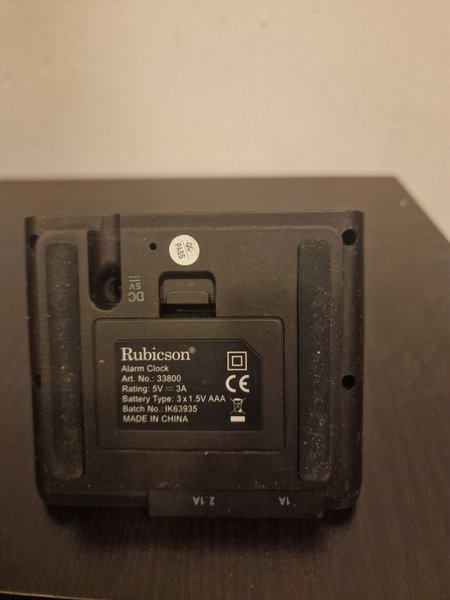 QC
PASS
DC
5V
Rubicson®
Alarm Clock
Art. No.: 33800
Rating: 5V ⎓ 3A
Battery Type: 3 x 1.5V AAA
Batch No.: IK63935
MADE IN CHINA
CE
2.1A
1A